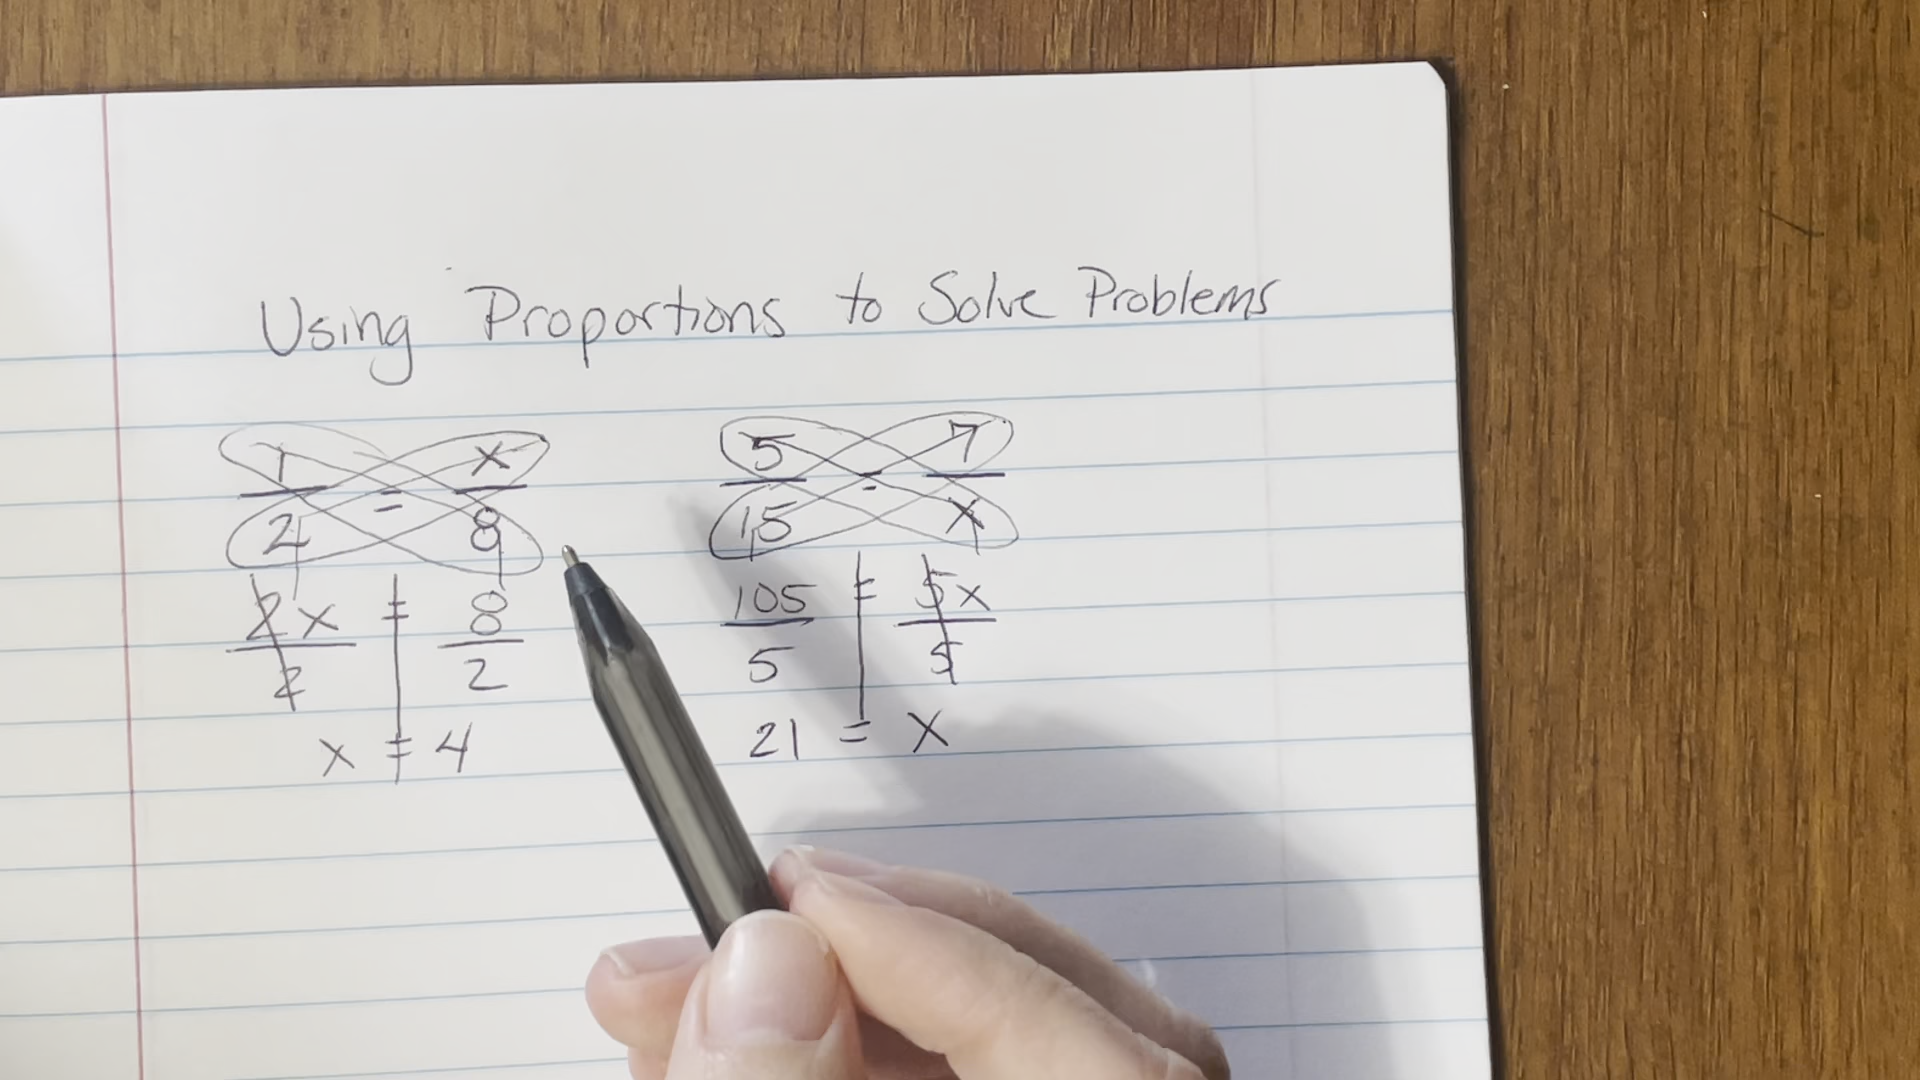 Using Proportions to Solve Problems
1/2 = x/8
2x/2 = 8/2
x = 4
5/15 = 7/x
105/5 = 5x/5
21 = x